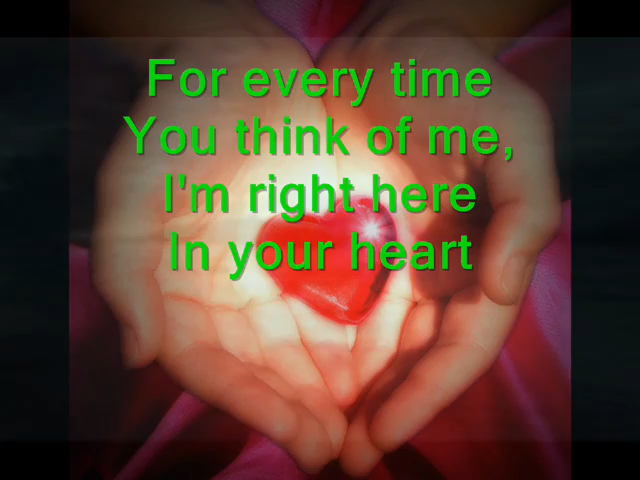 For every time
You think of me,
I'm right here
In your heart